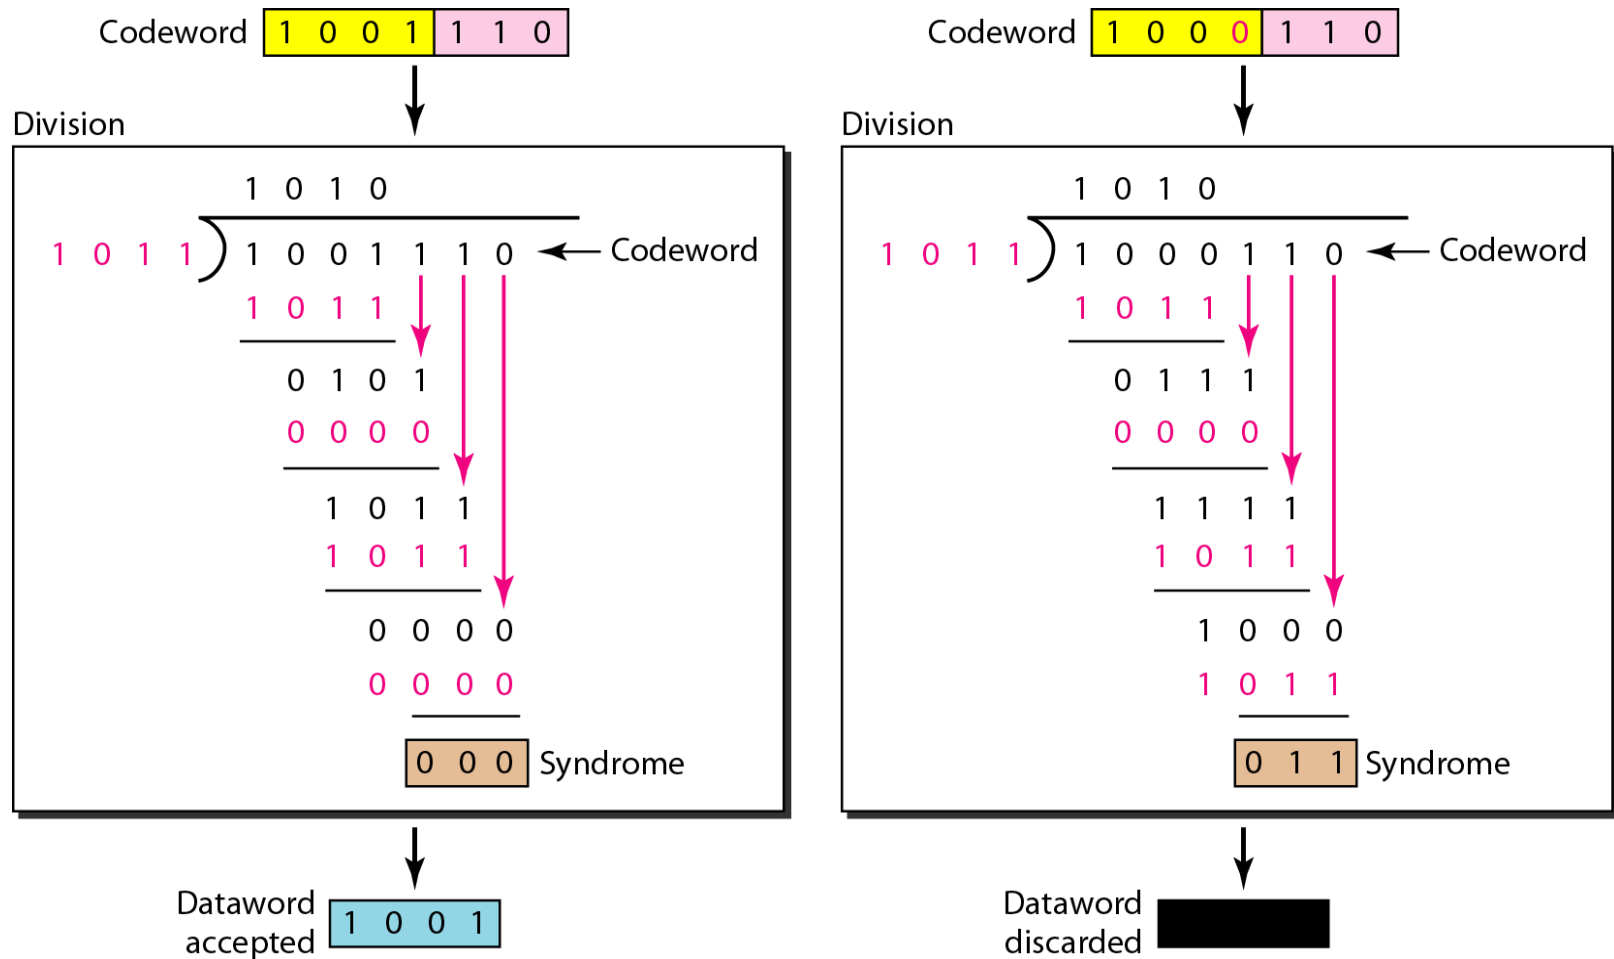 Codeword 1 0 0 1 1 1 0
Division
1 0 1 0
1 0 1 1 1 0 0 1 1 1 0 Codeword
1 0 1 1
0 1 0 1
0 0 0 0
1 0 1 1
1 0 1 1
0 0 0 0
0 0 0 0
0 0 0 Syndrome
Dataword
accepted
1 0 0 1
Codeword 1 0 0 0 1 1 0
Division
1 0 1 0
1 0 1 1 1 0 0 0 1 1 0 Codeword
1 0 1 1
0 1 1 1
0 0 0 0
1 1 1 1
1 0 1 1
1 0 0 0
1 0 1 1
0 1 1 Syndrome
Dataword
discarded